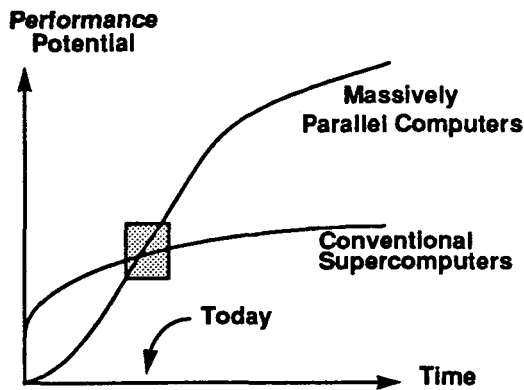 Performance
Potential
Massively
Parallel Computers
Conventional
Supercomputers
Today
Time